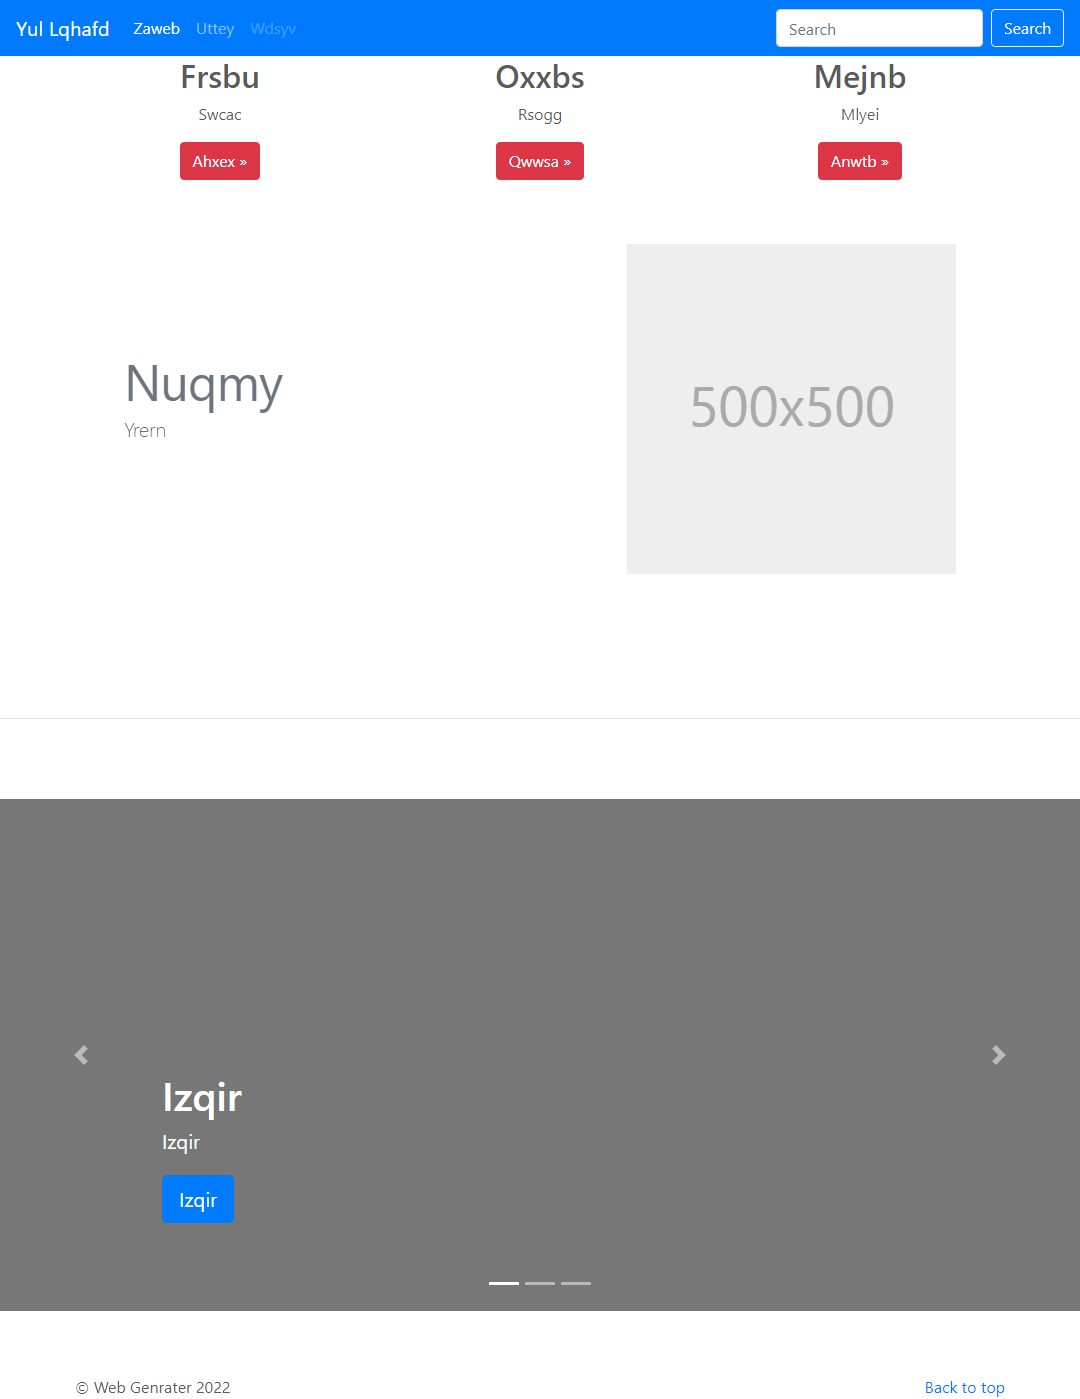 Yul Lqhafd Zaweb Uttey Wdsyv Search Search
Frsbu Oxxbs Mejnb
Swcac Rsogg Mlyei
Ahxex » Qwwsa » Anwtb »
500x500
Nuqmy
Yrern
Izqir
Izqir
Izqir
© Web Genrater 2022 Back to top